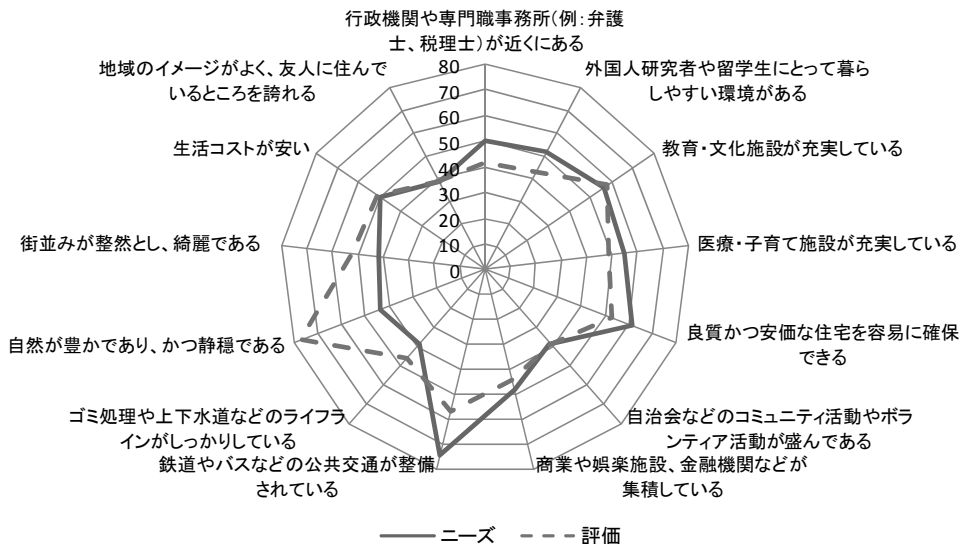 行政機関や専門職事務所（例：弁護
士、税理士）が近くにある
外国人研究者や留学生にとって暮ら
しやすい環境がある
教育・文化施設が充実している
医療・子育て施設が充実している
良質かつ安価な住宅を容易に確保
できる
自治会などのコミュニティ活動やボラ
ンティア活動が盛んである
商業や娯楽施設、金融機関などが
集積している
鉄道やバスなどの公共交通が整備
されている
ゴミ処理や上下水道などのライフラ
インがしっかりしている
自然が豊かであり、かつ静穏である
街並みが整然とし、綺麗である
生活コストが安い
地域のイメージがよく、友人に住んで
いるところを誇れる
80
70
60
50
40
30
20
10
0
ニーズ
評価